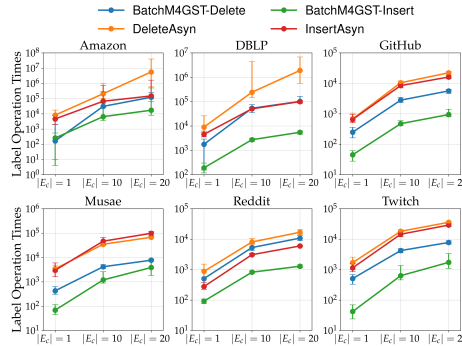 BatchM4GST-Delete
BatchM4GST-Insert
DeleteAsyn
InsertAsyn
Amazon
DBLP
GitHub
Label Operation Times
10^8
10^7
10^6
10^5
10^4
10^3
10^2
10^1
10^0
10^7
10^6
10^5
10^4
10^3
10^2
10^5
10^4
10^3
10^2
10^1
|E_c| = 1
|E_c| = 10
|E_c| = 20
|E_c| = 1
|E_c| = 10
|E_c| = 20
|E_c| = 1
|E_c| = 10
|E_c| = 2
Musae
Reddit
Twitch
Label Operation Times
10^6
10^5
10^4
10^3
10^2
10^1
10^5
10^4
10^3
10^2
10^1
10^5
10^4
10^3
10^2
10^1
|E_c| = 1
|E_c| = 10
|E_c| = 20
|E_c| = 1
|E_c| = 10
|E_c| = 20
|E_c| = 1
|E_c| = 10
|E_c| = 2